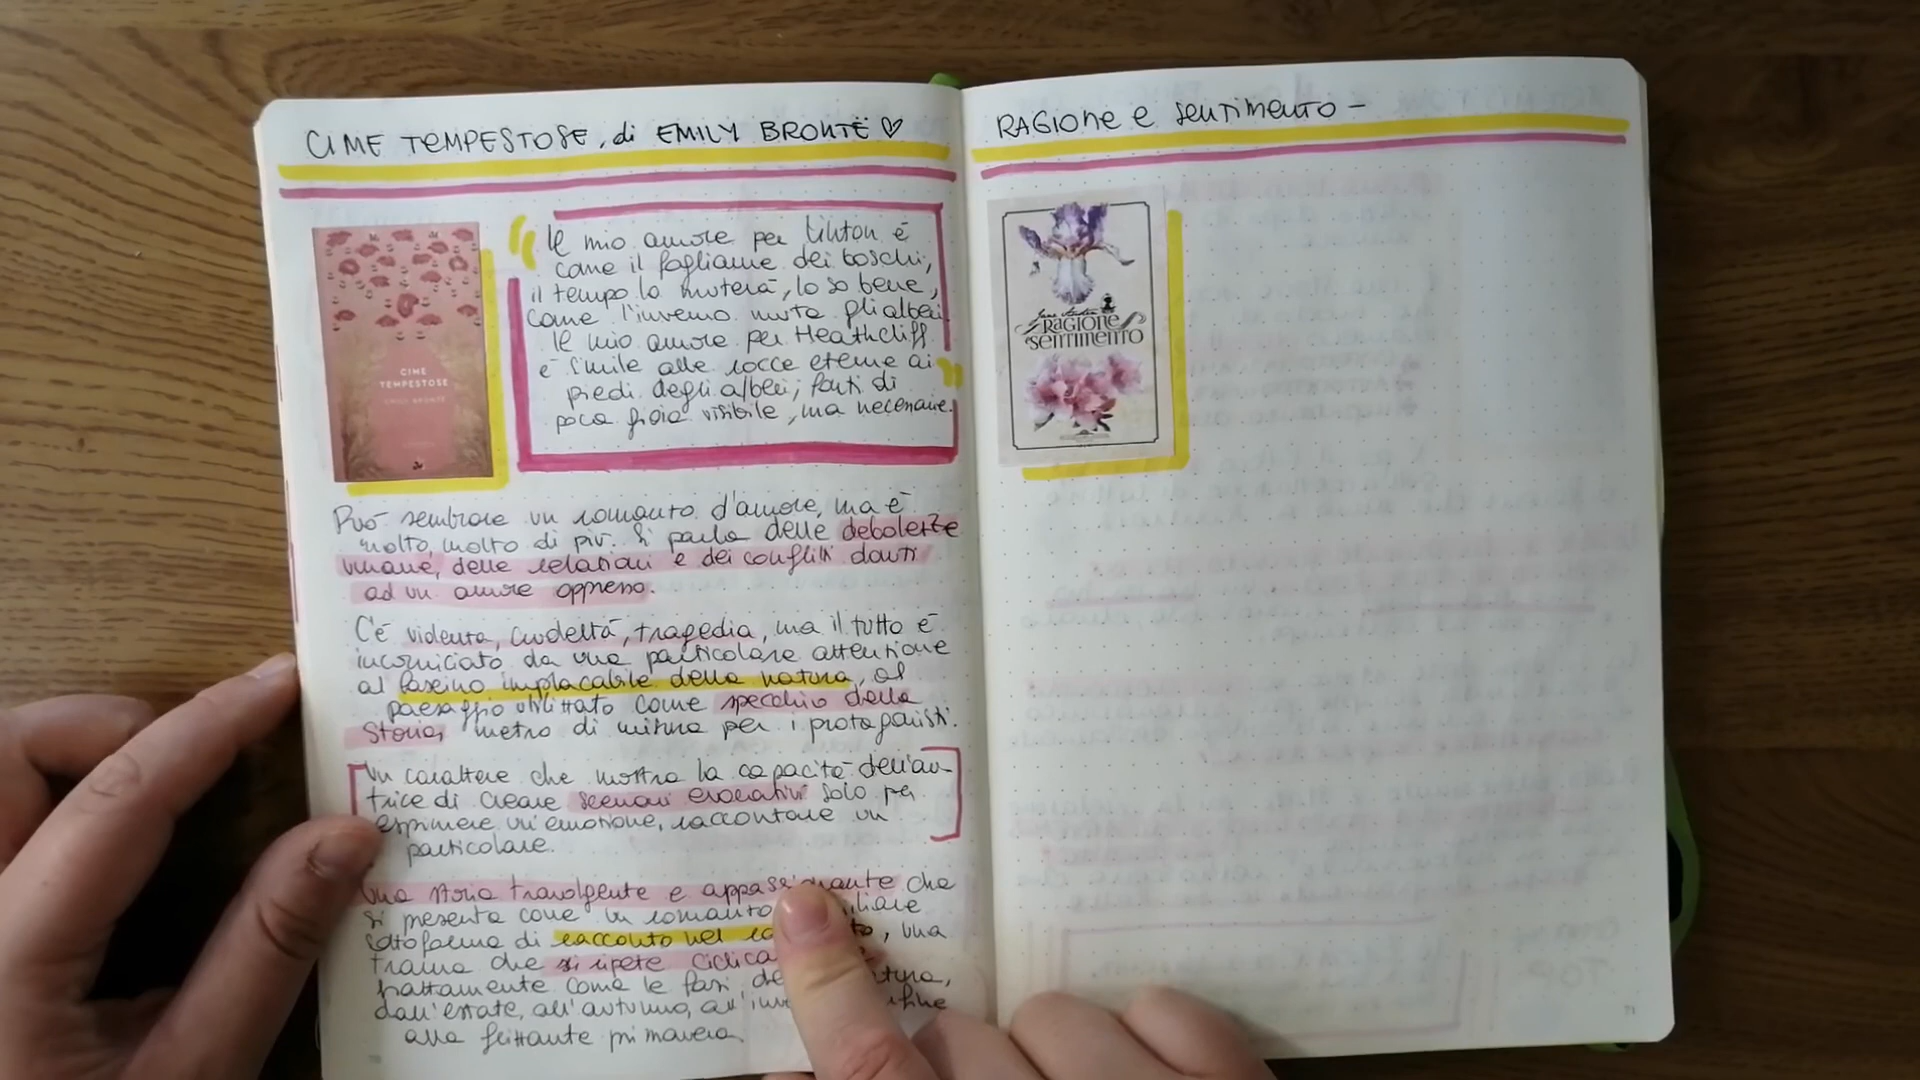 CIME TEMPESTOSE, di EMILY BRONTË ♡
CIME
TEMPESTOSE
EMILY BRONTË
“Il mio amore per Linton è
come il fogliame dei boschi,
il tempo lo muterà, lo so bene,
come l'inverno muta gli alberi.
Il mio amore per Heathcliff
è simile alle rocce eterne ai
piedi degli alberi; fonti di
poca gioia visibile, ma necessarie.”
Può sembrare un romanzo d'amore, ma è
molto, molto di più. Si parla delle debolezze
umane, delle relazioni e dei conflitti dovuti
ad un amore oppresso.
C'è violenza, crudeltà, tragedia, ma il tutto è
incorniciato da una particolare attenzione
al fascino implacabile della natura, al
paesaggio utilizzato come specchio della
storia, metro di misura per i protagonisti.
Un carattere che mostra la capacità dell'au-
trice di creare scenari evocativi solo per
esprimere un'emozione, raccontare un
particolare.
Una storia travolgente e appassionante che
si presenta come un romanzo
sotto forma di racconto nel , una
trama che si ripete
esattamente come le fasi
dall'estate, all'autunno, all'
alla frizzante primavera.
RAGIONE e sentimento -
Jane Austen
RAGIONE
SENTIMENTO
71